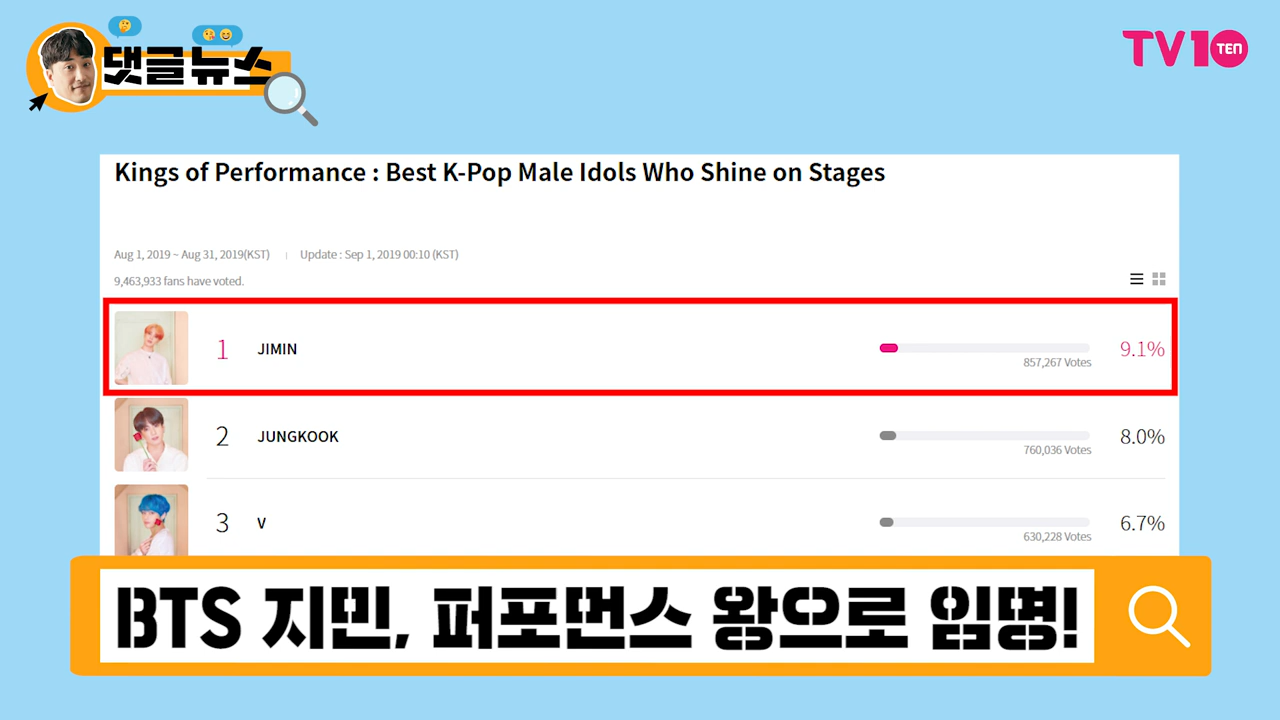 댓글뉴스
TV10 TEN
Kings of Performance : Best K-Pop Male Idols Who Shine on Stages
Aug 1, 2019 ~ Aug 31, 2019(KST) | Update : Sep 1, 2019 00:10 (KST)
9,463,933 fans have voted.
1 JIMIN 9.1%
857,267 Votes
2 JUNGKOOK 8.0%
760,036 Votes
3 V 6.7%
630,228 Votes
BTS 지민, 퍼포먼스 왕으로 임명!